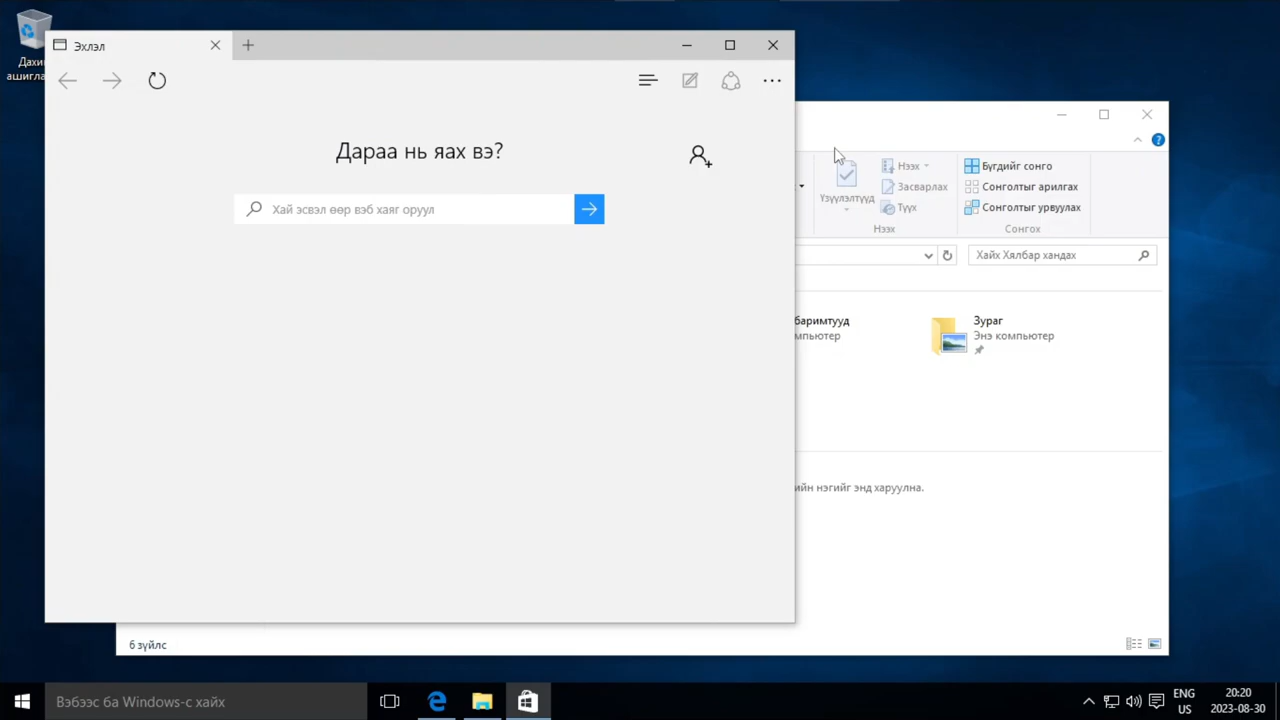 Дахин
ашигла
Эхлэл
Дараа нь яах вэ?
Хай эсвэл өөр вэб хаяг оруул
Үзүүлэлтүүд
Нээх
Засварлах
Түүх
Нээх
Бүгдийг сонго
Сонголтыг арилгах
Сонголтыг урвуулах
Сонгох
Хайх Хялбар хандах
баримтууд
мпьютер
Зураг
Энэ компьютер
ийн нэгийг энд харуулна.
6 зүйлс
Вэбээс ба Windows-с хайх
ENG
US
20:20
2023-08-30